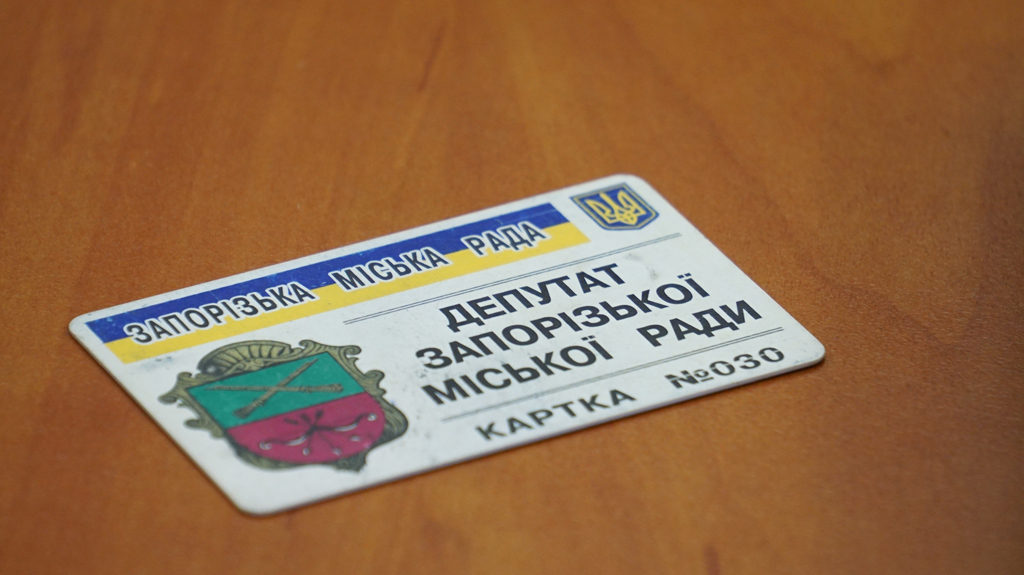 ЗАПОРІЗЬКА МІСЬКА РАДА
ДЕПУТАТ
ЗАПОРІЗЬКОЇ
МІСЬКОЇ РАДИ
КАРТКА №030